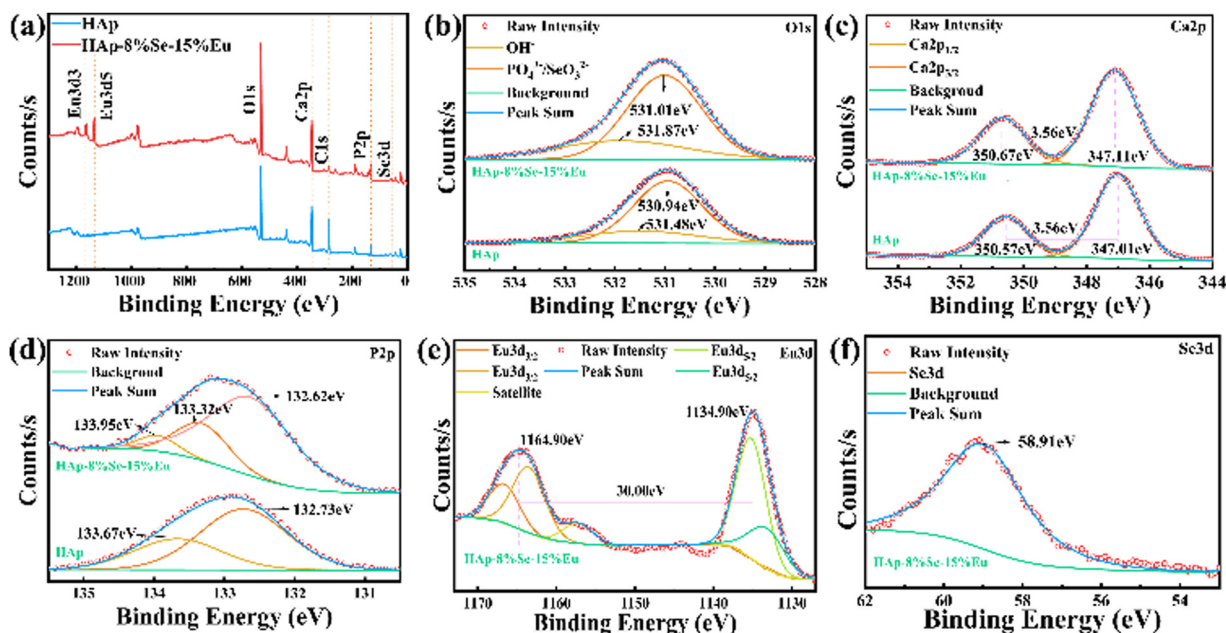 (a)
HAp
HAp-8%Se-15%Eu
Eu3d3
Eu3d5
O1s
Ca2p
C1s
P2p
Se3d
Counts/s
1200 1000 800 600 400 200 0
Binding Energy (eV)
(b)
Raw Intensity
O1s
OH⁻
PO₄³⁻/SeO₃²⁻
Background
Peak Sum
531.01eV
531.87eV
HAp-8%Se-15%Eu
530.94eV
531.48eV
HAp
Counts/s
535 534 533 532 531 530 529 528
Binding Energy (eV)
(c)
Raw Intensity
Ca2p
Ca2p₁/₂
Ca2p₃/₂
Backgroud
Peak Sum
3.56eV
350.67eV
347.11eV
HAp-8%Se-15%Eu
3.56eV
350.57eV
347.01eV
HAp
Counts/s
354 352 350 348 346 344
Binding Energy (eV)
(d)
Raw Intensity
P2p
Backgroud
Peak Sum
132.62eV
133.32eV
133.95eV
HAp-8%Se-15%Eu
132.73eV
133.67eV
HAp
Counts/s
135 134 133 132 131
Binding Energy (eV)
(e)
Eu3d₃/₂
Raw Intensity
Eu3d₅/₂
Eu3d
Eu3d₃/₂
Peak Sum
Eu3d₅/₂
Satellite
1134.90eV
1164.90eV
30.00eV
HAp-8%Se-15%Eu
Counts/s
1170 1160 1150 1140 1130
Binding Energy (eV)
(f)
Raw Intensity
Se3d
Se3d
Background
Peak Sum
58.91eV
HAp-8%Se-15%Eu
Counts/s
62 60 58 56 54
Binding Energy (eV)